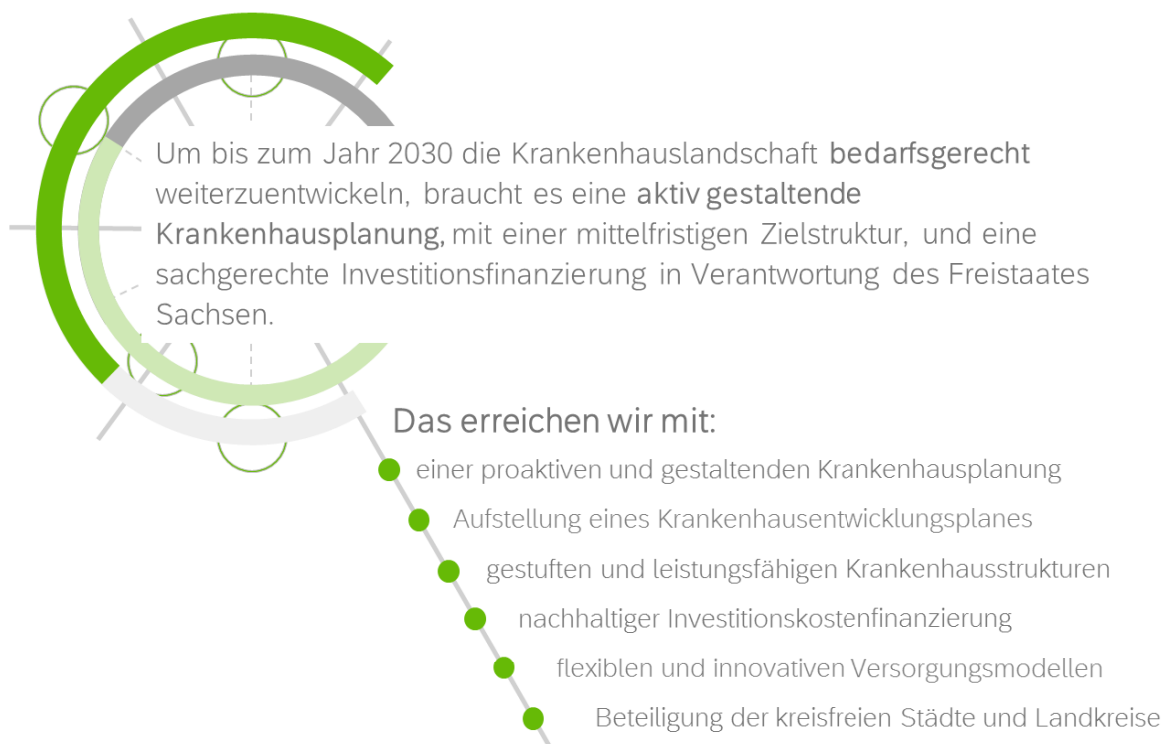 Um bis zum Jahr 2030 die Krankenhauslandschaft bedarfsgerecht
weiterzuentwickeln, braucht es eine aktiv gestaltende
Krankenhausplanung, mit einer mittelfristigen Zielstruktur, und eine
sachgerechte Investitionsfinanzierung in Verantwortung des Freistaates
Sachsen.
Das erreichen wir mit:
einer proaktiven und gestaltenden Krankenhausplanung
Aufstellung eines Krankenhausentwicklungsplanes
gestuften und leistungsfähigen Krankenhausstrukturen
nachhaltiger Investitionskostenfinanzierung
flexiblen und innovativen Versorgungsmodellen
Beteiligung der kreisfreien Städte und Landkreise